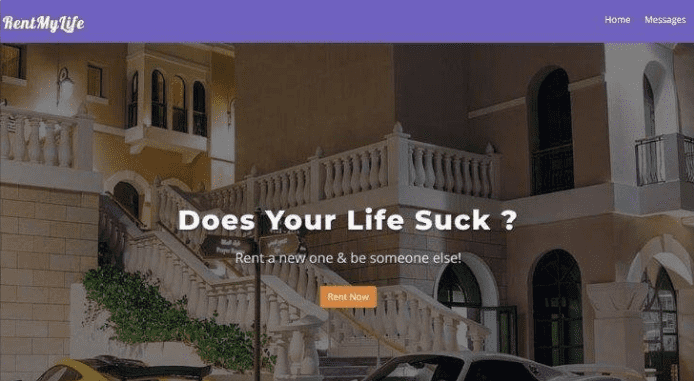 RentMyLife
Home
Messages
Does Your Life Suck ?
Rent a new one & be someone else!
Rent Now